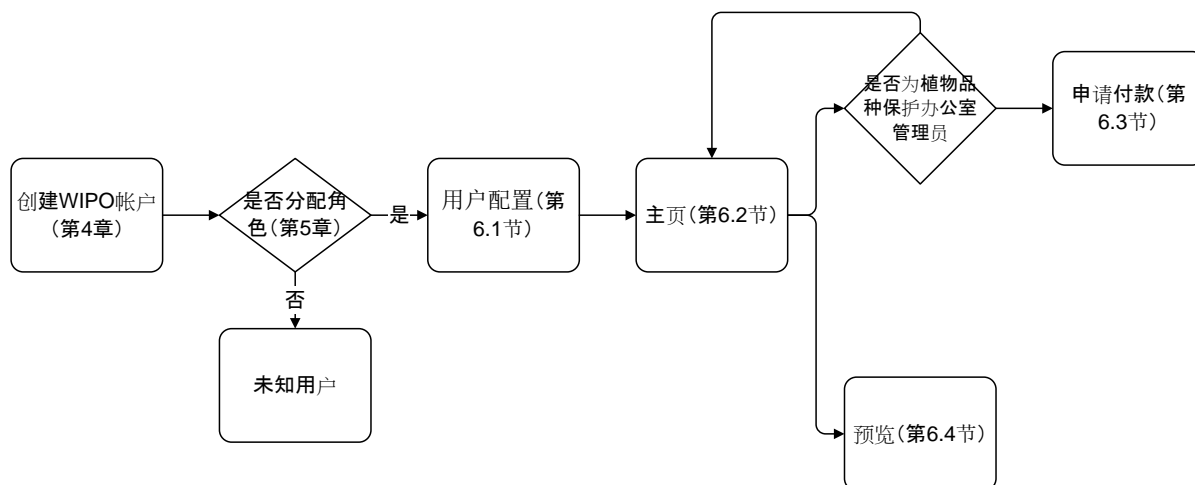 创建WIPO帐户
(第4章)
是否分配角
色(第5章)
是
否
未知用户
用户配置(第
6.1节)
主页(第6.2节)
是否为植物品
种保护办公室
管理员
申请付款(第
6.3节)
预览(第6.4节)